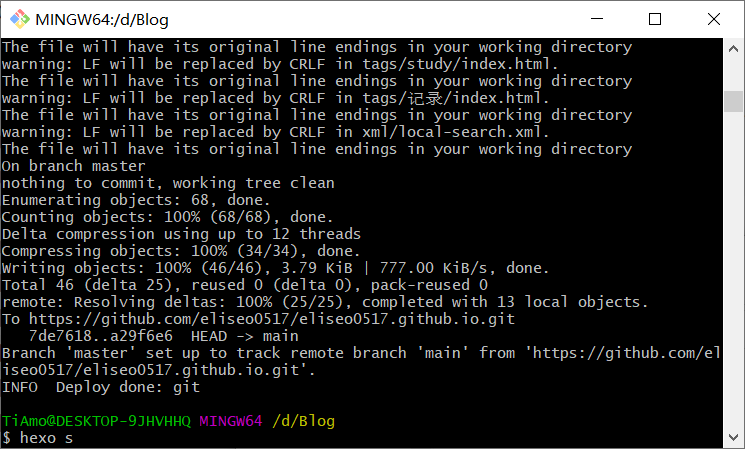 MINGW64:/d/Blog
The file will have its original line endings in your working directory
warning: LF will be replaced by CRLF in tags/study/index.html.
The file will have its original line endings in your working directory
warning: LF will be replaced by CRLF in tags/记录/index.html.
The file will have its original line endings in your working directory
warning: LF will be replaced by CRLF in xml/local-search.xml.
The file will have its original line endings in your working directory
On branch master
nothing to commit, working tree clean
Enumerating objects: 68, done.
Counting objects: 100% (68/68), done.
Delta compression using up to 12 threads
Compressing objects: 100% (34/34), done.
Writing objects: 100% (46/46), 3.79 KiB | 777.00 KiB/s, done.
Total 46 (delta 25), reused 0 (delta 0), pack-reused 0
remote: Resolving deltas: 100% (25/25), completed with 13 local objects.
To https://github.com/eliseo0517/eliseo0517.github.io.git
   7de7618..a29f6e6  HEAD -> main
Branch 'master' set up to track remote branch 'main' from 'https://github.com/el
iseo0517/eliseo0517.github.io.git'.
INFO  Deploy done: git
TiAmo@DESKTOP-9JHVHHQ MINGW64 /d/Blog
$ hexo s